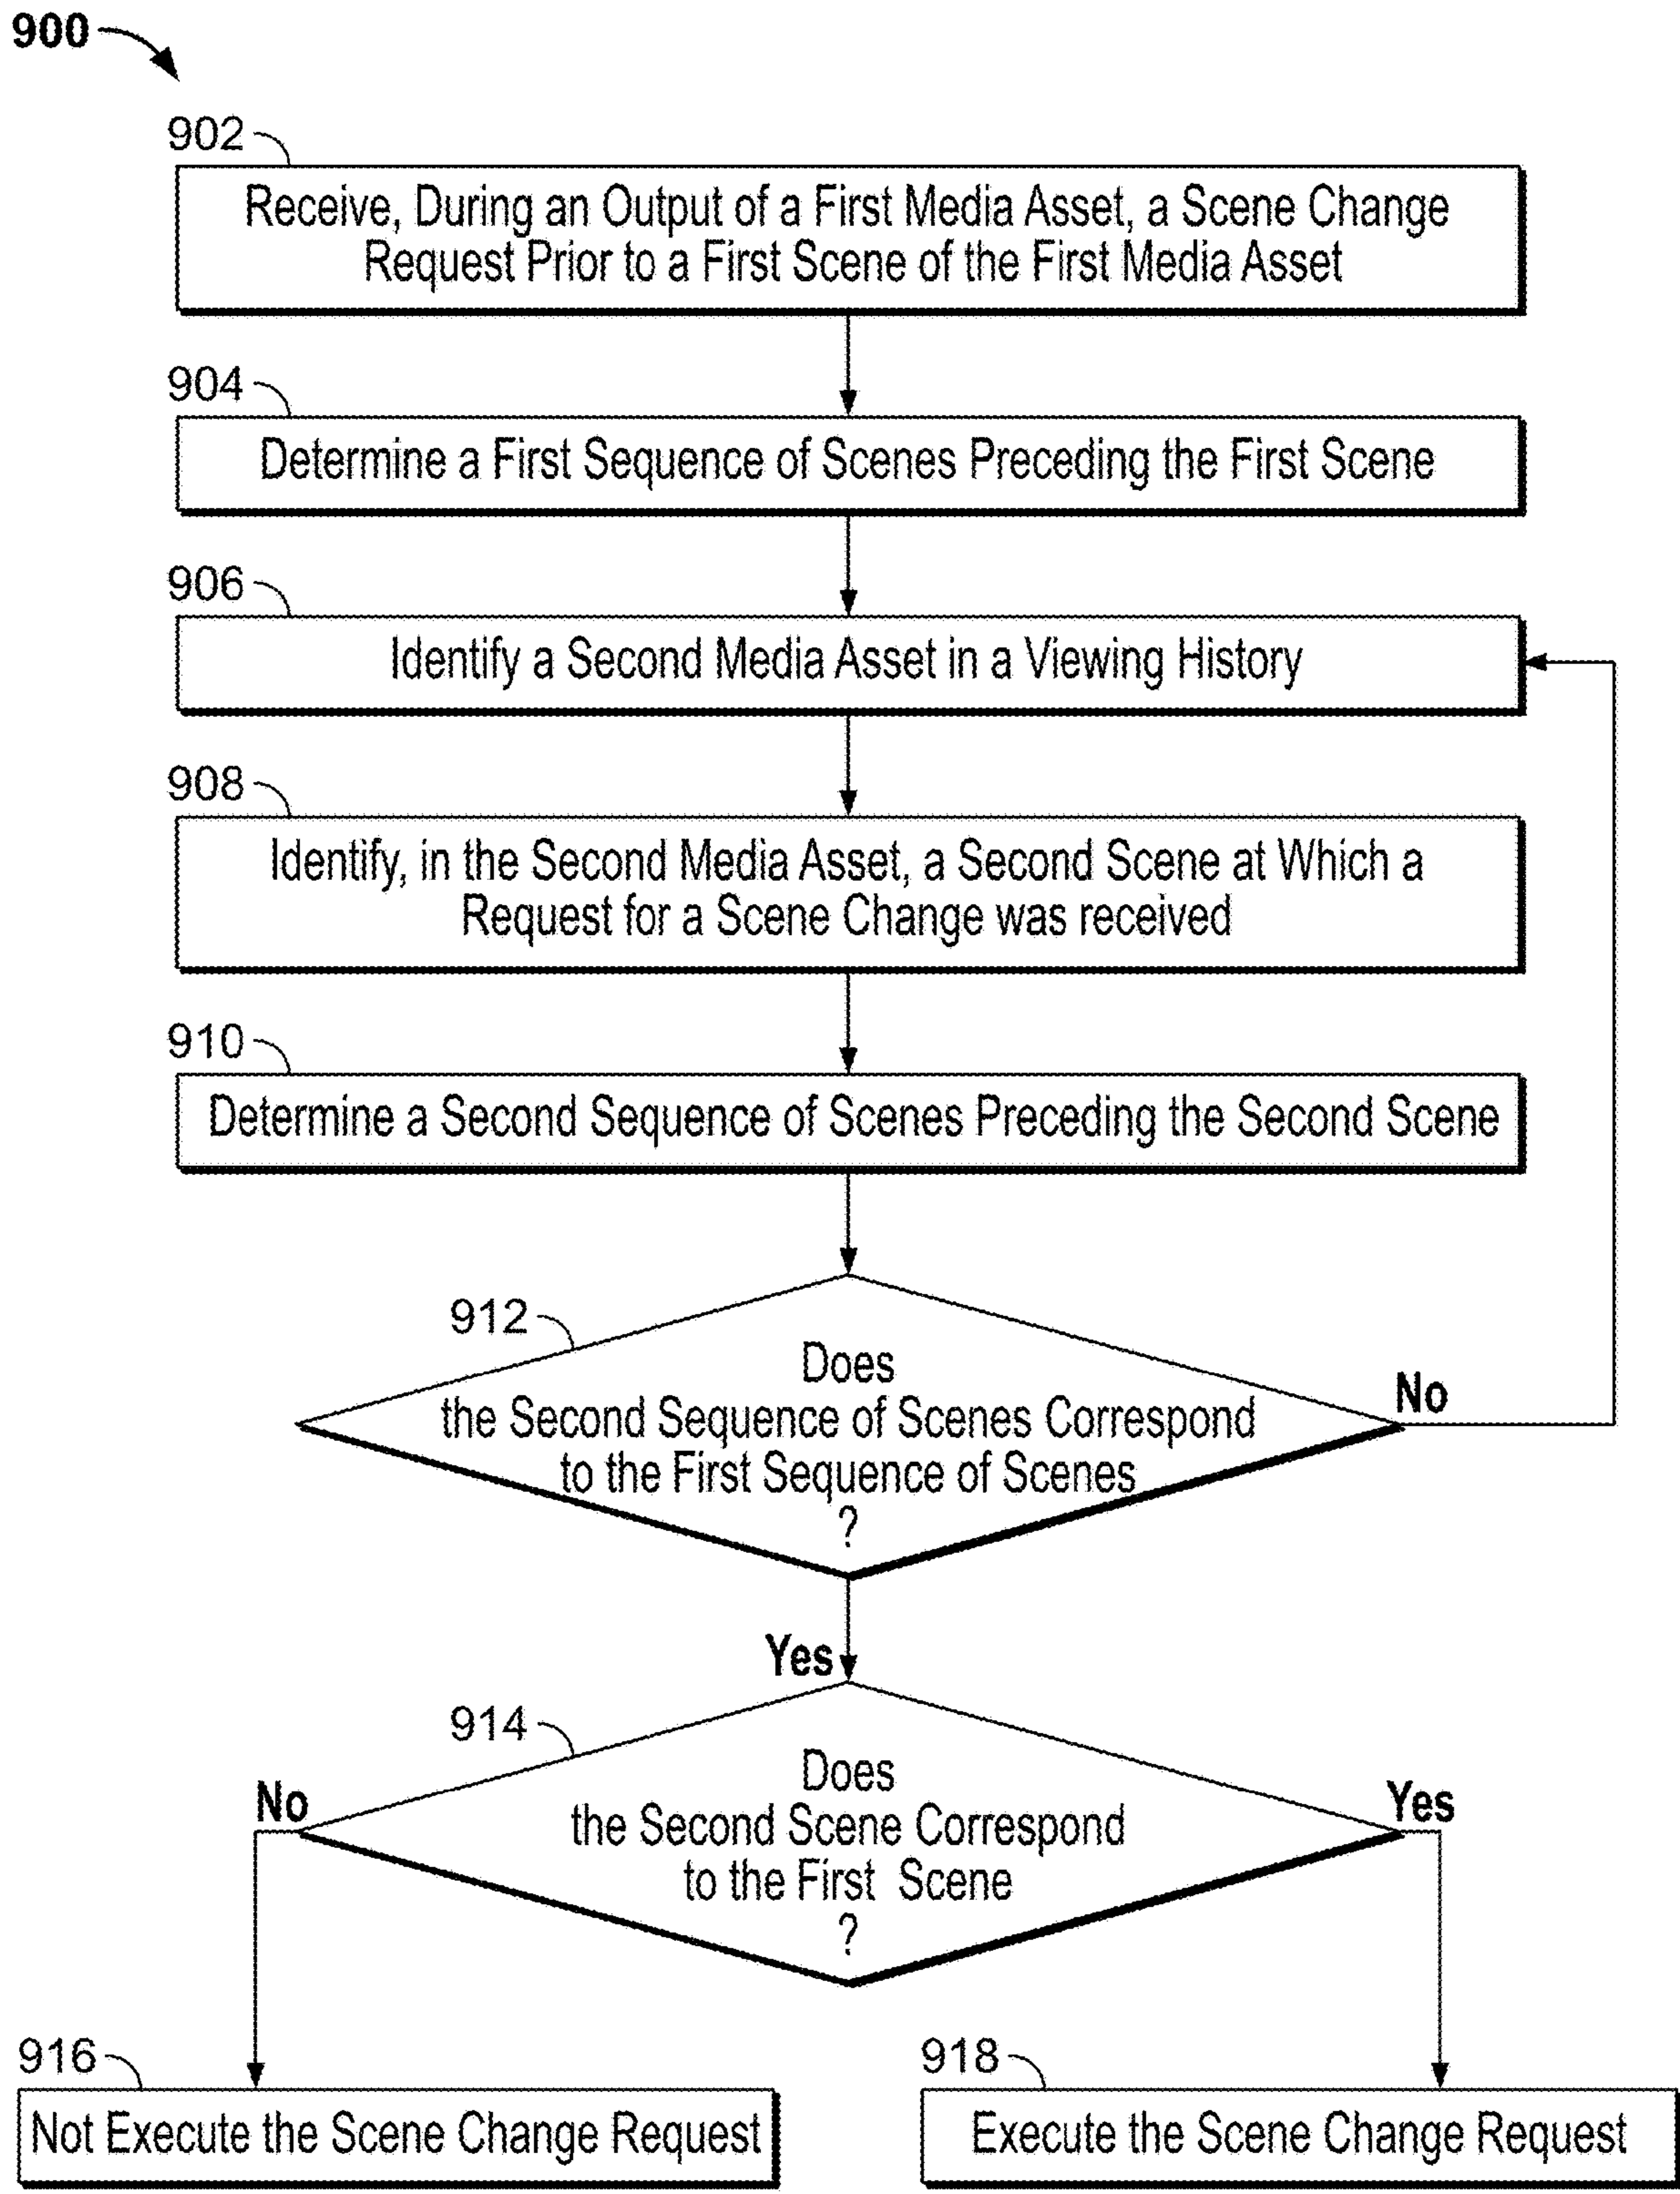 900
902
Receive, During an Output of a First Media Asset, a Scene Change
Request Prior to a First Scene of the First Media Asset
904
Determine a First Sequence of Scenes Preceding the First Scene
906
Identify a Second Media Asset in a Viewing History
908
Identify, in the Second Media Asset, a Second Scene at Which a
Request for a Scene Change was received
910
Determine a Second Sequence of Scenes Preceding the Second Scene
912
Does
the Second Sequence of Scenes Correspond
to the First Sequence of Scenes
?
No
Yes
914
Does
the Second Scene Correspond
to the First Scene
?
No
Yes
916
Not Execute the Scene Change Request
918
Execute the Scene Change Request